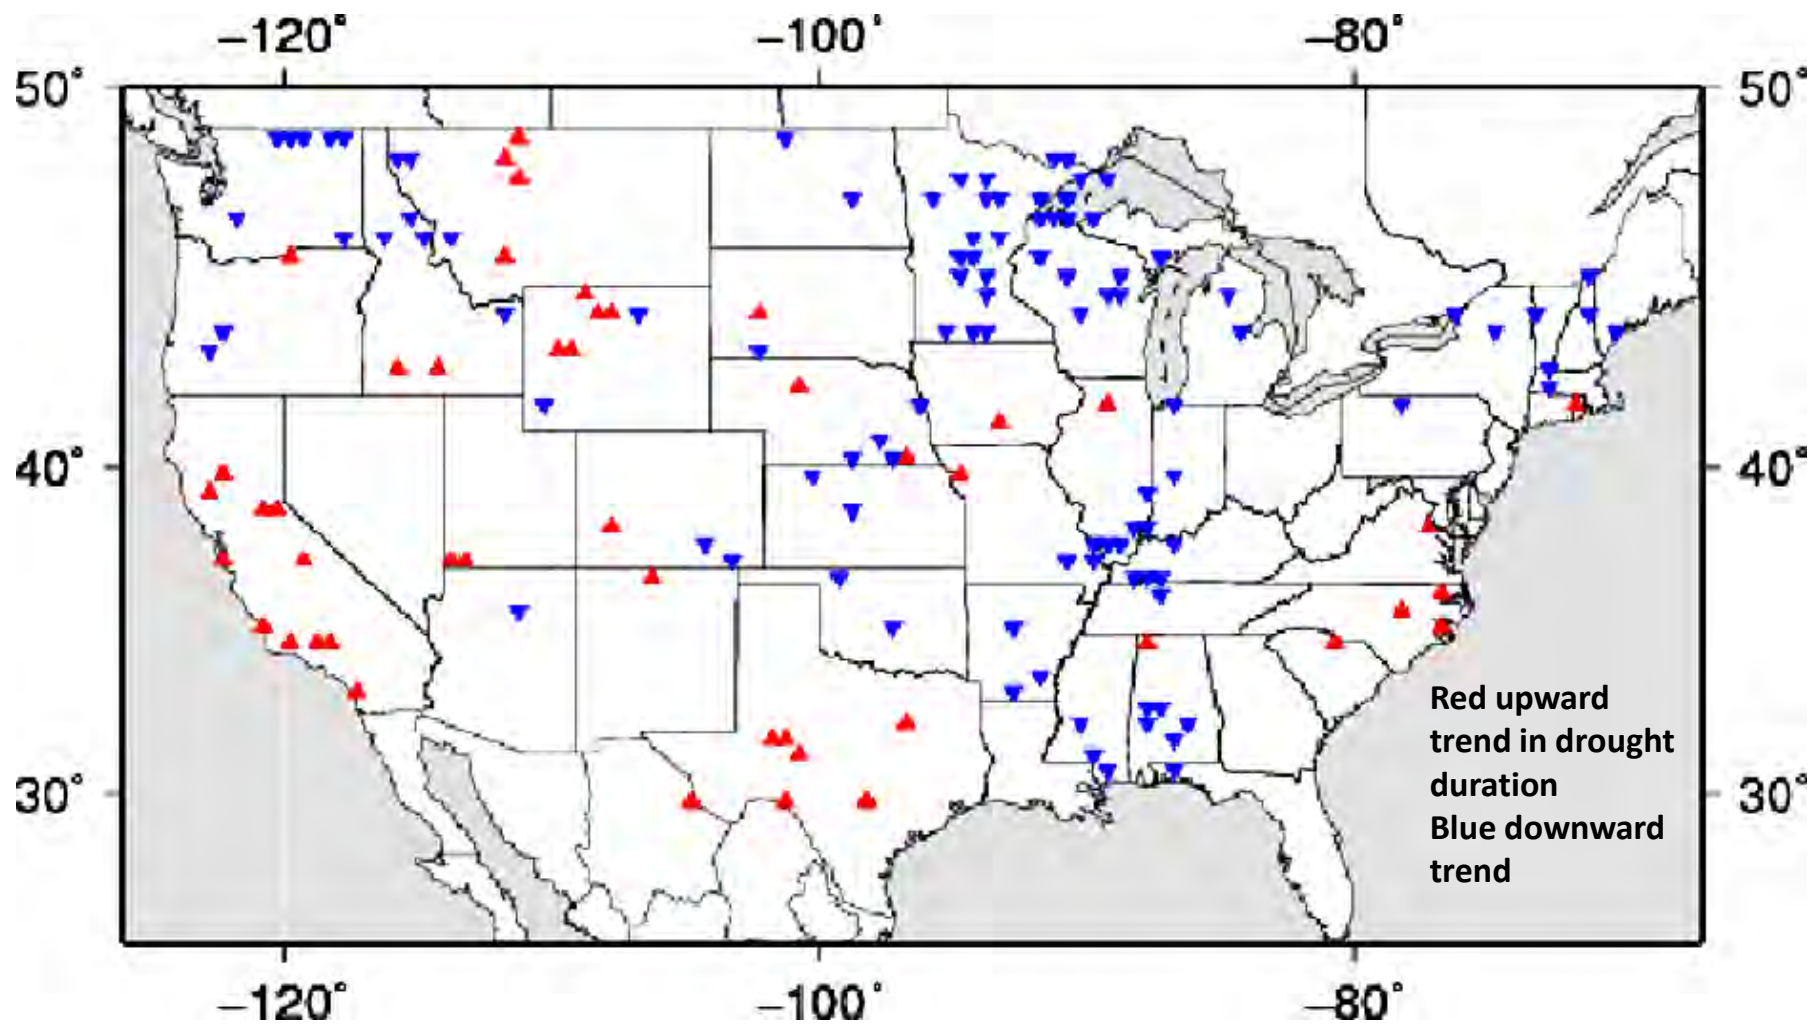 −120° −100° −80°
50° 50°
40° 40°
30° 30°
Red upward
trend in drought
duration
Blue downward
trend
−120° −100° −80°